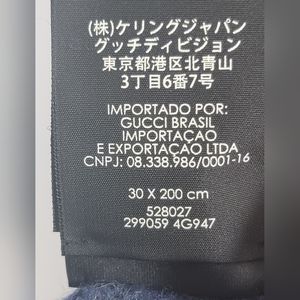 (株)ケリングジャパン
グッチディビジョン
東京都港区北青山
3丁目6番7号
IMPORTADO POR:
GUCCI BRASIL
IMPORTAÇAO
E EXPORTAÇÃO LTDA
CNPJ: 08.338.986/0001-16
30 X 200 cm
528027
299059 4G947